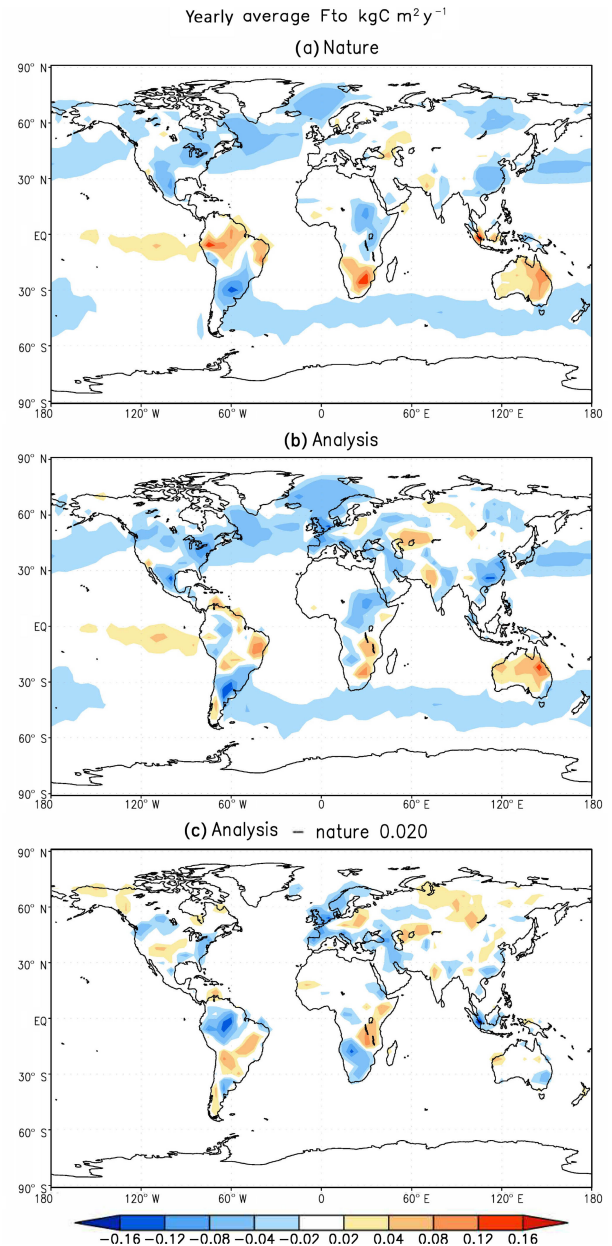 Yearly average Fto kgC m² y⁻¹
(a) Nature
90° N
60° N
30° N
EQ
30° S
60° S
90° S
180 120° W 60° W 0 60° E 120° E 180
(b) Analysis
90° N
60° N
30° N
EQ
30° S
60° S
90° S
180 120° W 60° W 0 60° E 120° E 180
(c) Analysis – nature 0.020
90° N
60° N
30° N
EQ
30° S
60° S
90° S
180 120° W 60° W 0 60° E 120° E 180
−0.16 −0.12 −0.08 −0.04 −0.02 0.02 0.04 0.08 0.12 0.16